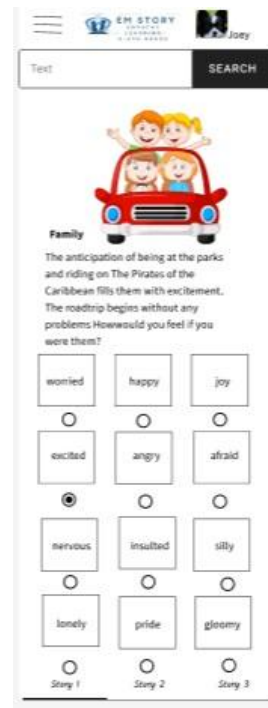 EM STORY
EMPATHY
LEARNING
Joey
Text
SEARCH
Family
The anticipation of being at the parks
and riding on The Pirates of the
Caribbean fills them with excitement.
The roadtrip begins without any
problems Howwould you feel if you
were them?
worried happy joy
excited angry afraid
nervous insulted silly
lonely pride gloomy
Story 1 Story 2 Story 3